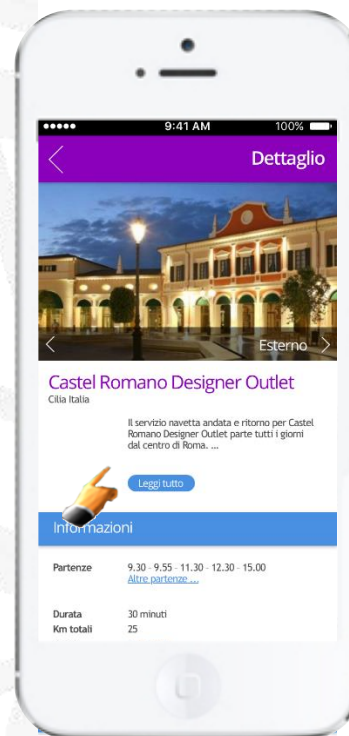 9:41 AM 100%
Dettaglio
Esterno
Castel Romano Designer Outlet
Cilia Italia
Il servizio navetta andata e ritorno per Castel
Romano Designer Outlet parte tutti i giorni
dal centro di Roma. ...
Leggi tutto
Informazioni
Partenze 9.30 - 9.55 - 11.30 - 12.30 - 15.00
Altre partenze ...
Durata 30 minuti
Km totali 25